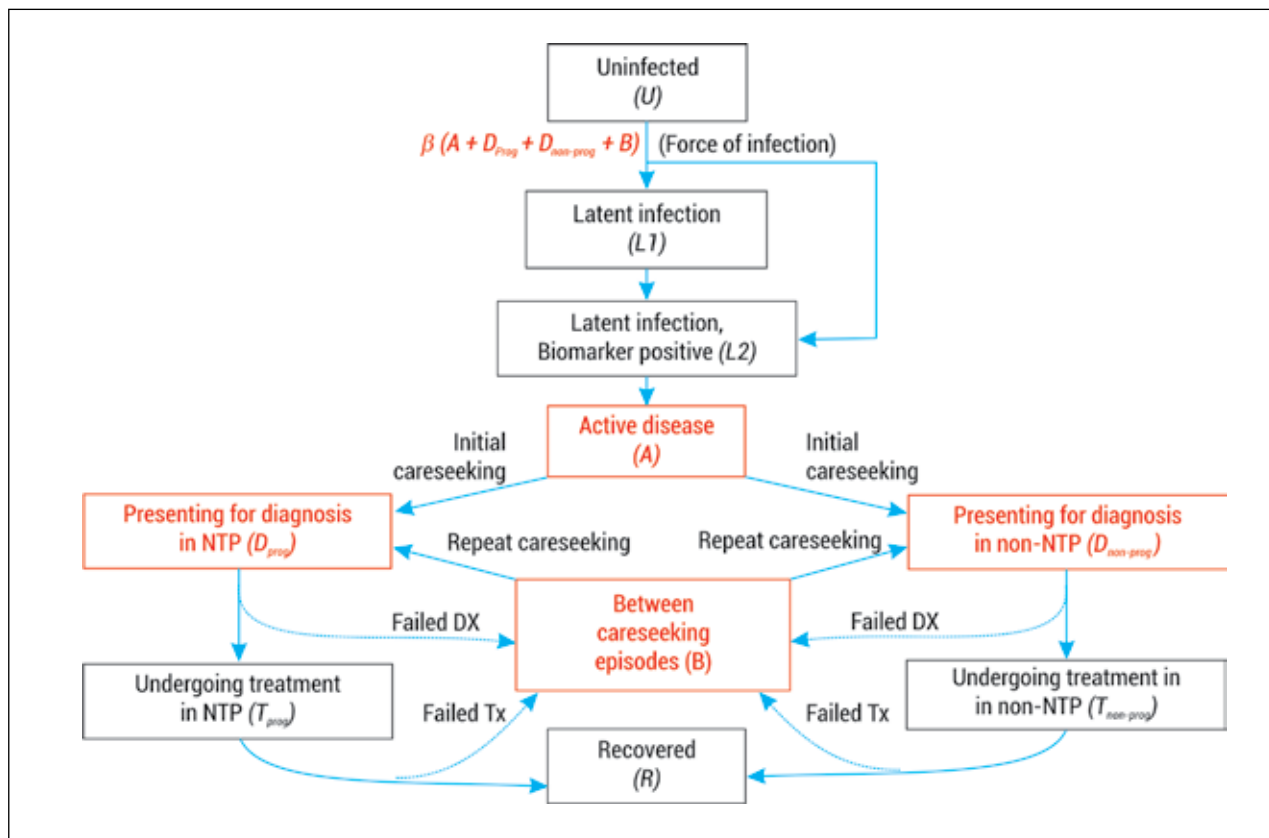 Uninfected
(U)
β (A + D_Prog + D_non-prog + B)
(Force of infection)
Latent infection
(L1)
Latent infection,
Biomarker positive (L2)
Active disease
(A)
Initial
careseeking
Initial
careseeking
Presenting for diagnosis
in NTP (D_prog)
Presenting for diagnosis
in non-NTP (D_non-prog)
Repeat careseeking
Repeat careseeking
Between
careseeking
episodes (B)
Failed DX
Failed DX
Undergoing treatment
in NTP (T_prog)
Undergoing treatment in
in non-NTP (T_non-prog)
Failed Tx
Failed Tx
Recovered
(R)